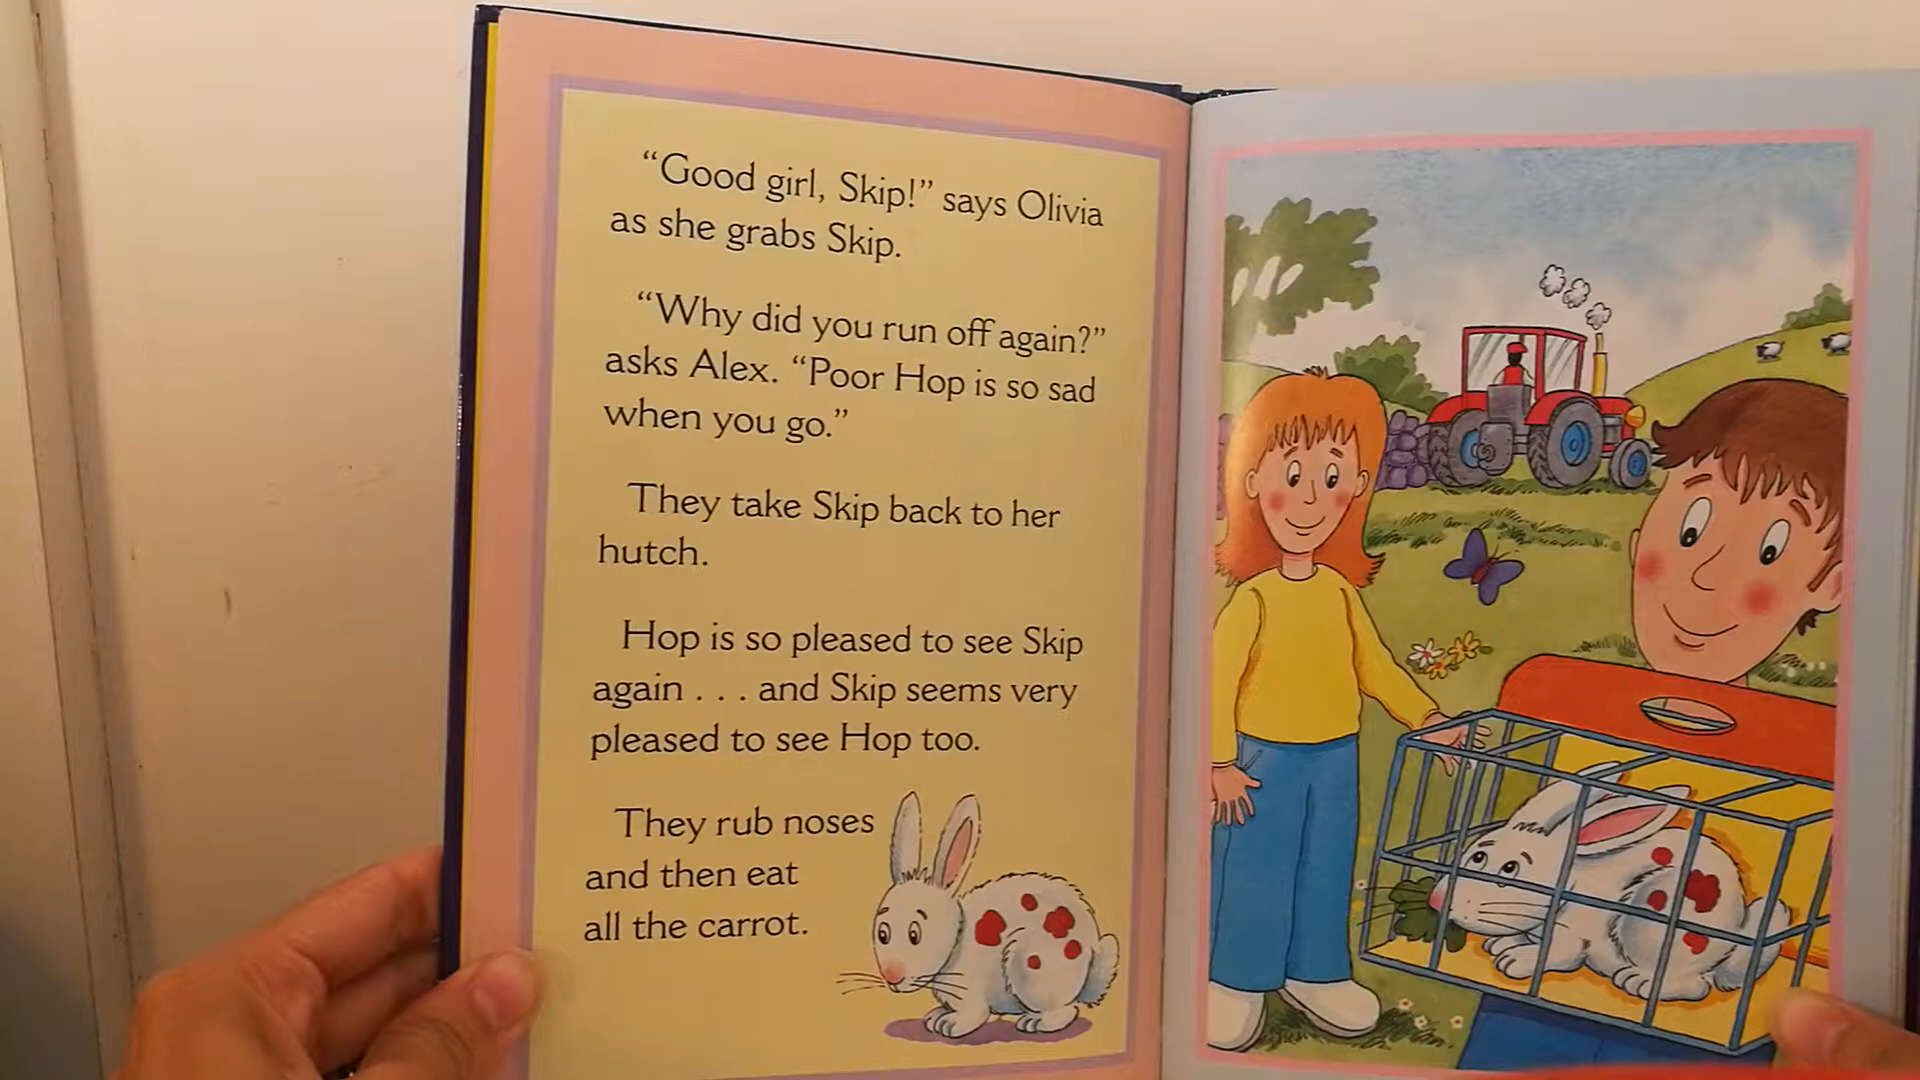 “Good girl, Skip!” says Olivia
as she grabs Skip.
“Why did you run off again?”
asks Alex. “Poor Hop is so sad
when you go.”
They take Skip back to her
hutch.
Hop is so pleased to see Skip
again . . . and Skip seems very
pleased to see Hop too.
They rub noses
and then eat
all the carrot.